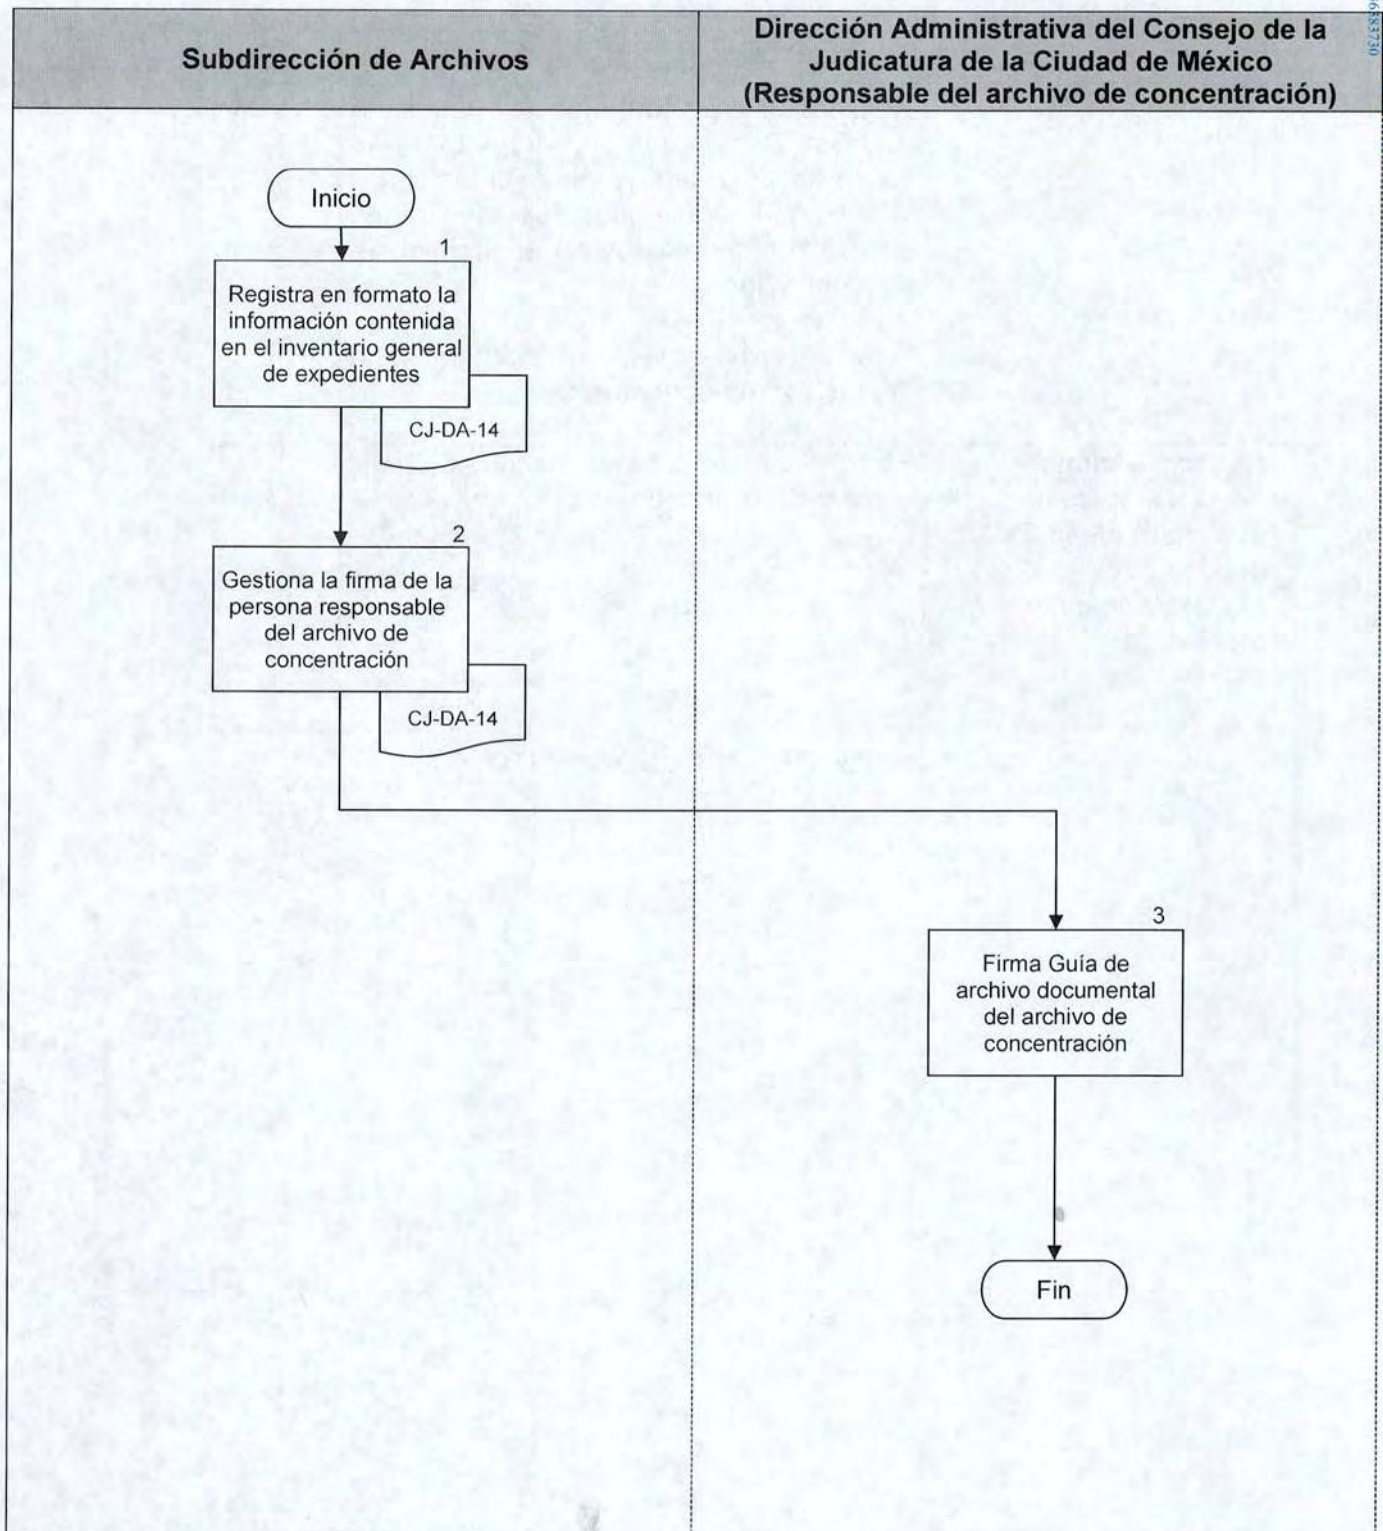 Subdirección de Archivos
Dirección Administrativa del Consejo de la
Judicatura de la Ciudad de México
(Responsable del archivo de concentración)
Inicio
1
Registra en formato la
información contenida
en el inventario general
de expedientes
CJ-DA-14
2
Gestiona la firma de la
persona responsable
del archivo de
concentración
CJ-DA-14
3
Firma Guía de
archivo documental
del archivo de
concentración
Fin